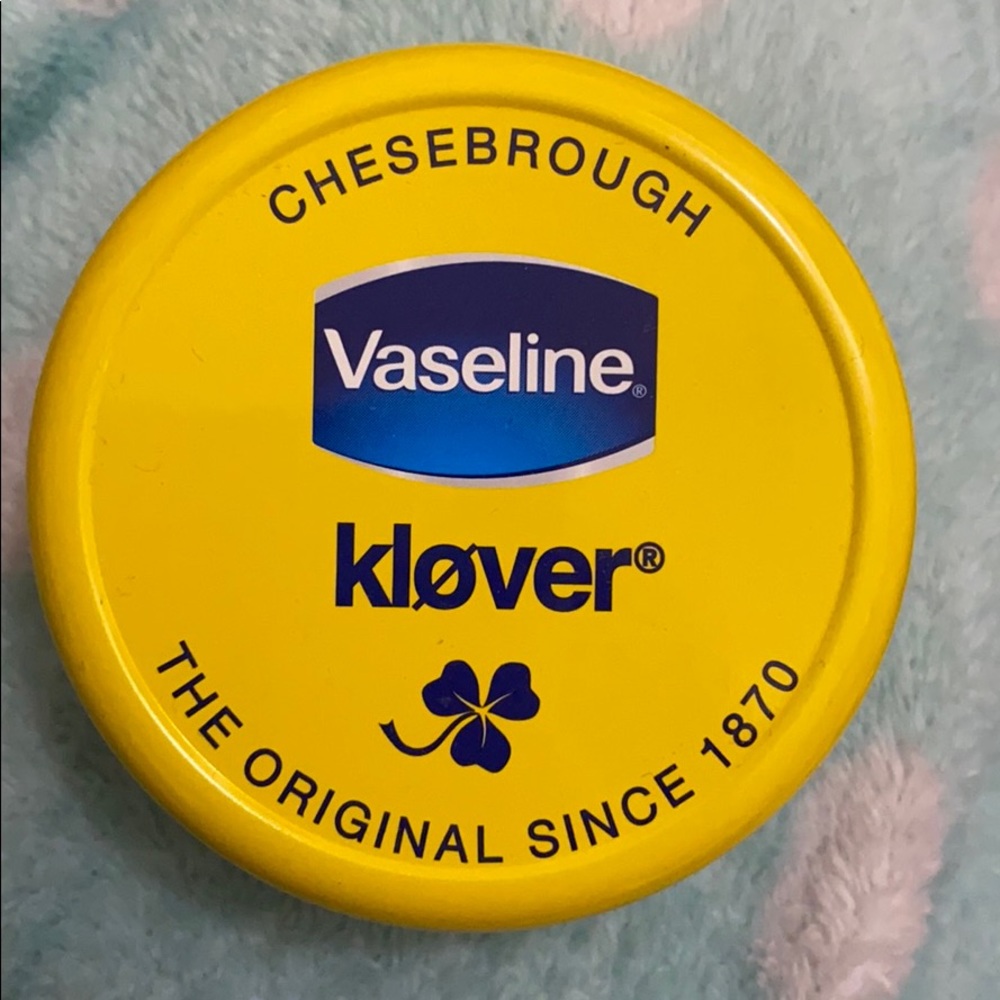 CHESEBROUGH
Vaseline®
kløver®
THE ORIGINAL SINCE 1870